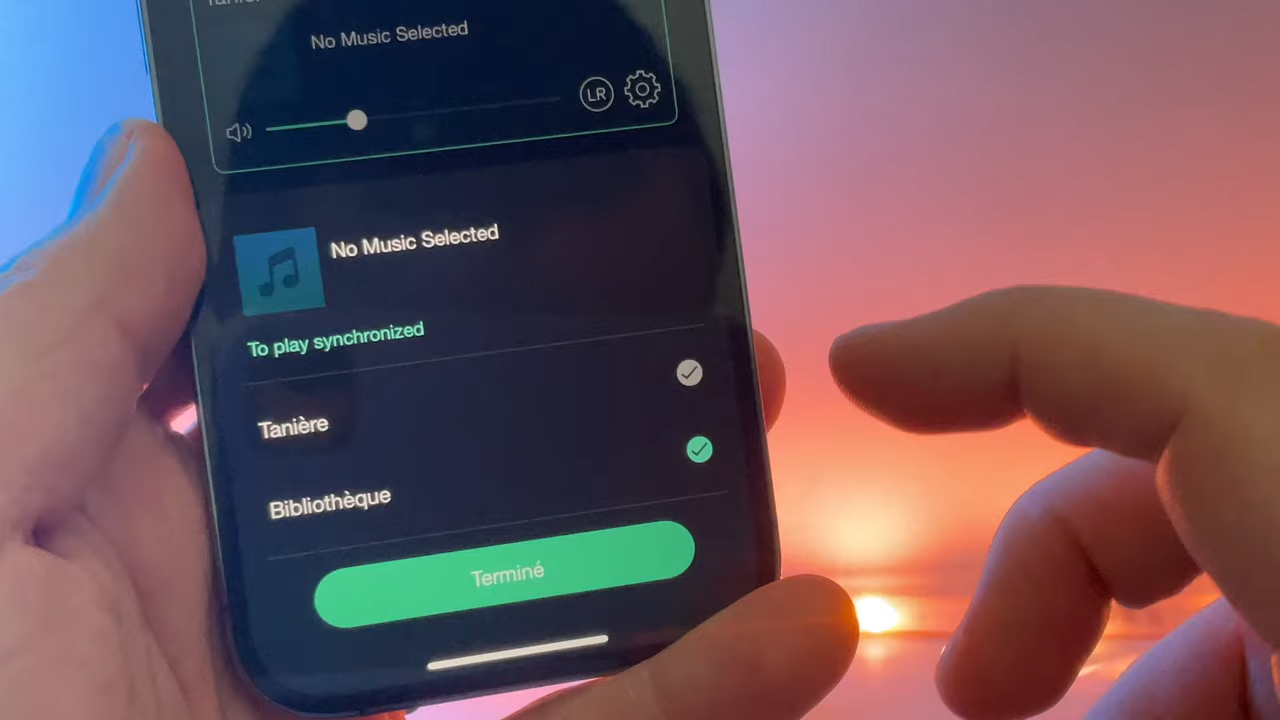 No Music Selected
LR
No Music Selected
To play synchronized
Tanière
Bibliothèque
Terminé